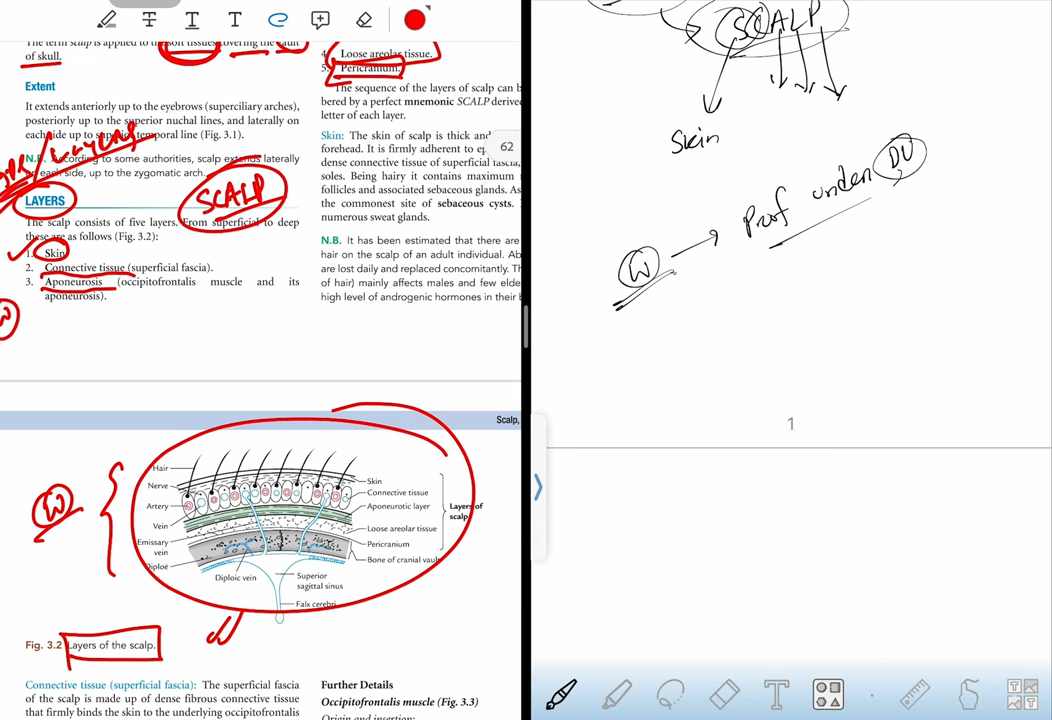 The term scalp is applied to the soft tissues covering the vault
of skull.
Extent
It extends anteriorly up to the eyebrows (superciliary arches),
posteriorly up to the superior nuchal lines, and laterally on
each side up to superior temporal line (Fig. 3.1).
N.B. According to some authorities, scalp extends laterally
on each side, up to the zygomatic arch.
layers
SCALP
LAYERS
The scalp consists of five layers. From superficial to deep
these are as follows (Fig. 3.2):
1. Skin
2. Connective tissue (superficial fascia).
3. Aponeurosis (occipitofrontalis muscle and its
aponeurosis).
W
4. Loose areolar tissue.
5. Pericranium.
The sequence of the layers of scalp can b
bered by a perfect mnemonic SCALP derive
letter of each layer.
Skin: The skin of scalp is thick and
forehead. It is firmly adherent to ep
dense connective tissue of superficial fascia,
soles. Being hairy it contains maximum
follicles and associated sebaceous glands. As
the commonest site of sebaceous cysts.
numerous sweat glands.
62
N.B. It has been estimated that there are
hair on the scalp of an adult individual. Ab
are lost daily and replaced concomitantly. Th
of hair) mainly affects males and few elde
high level of androgenic hormones in their b
Scalp,
W
Hair
Nerve
Artery
Vein
Emissary
vein
Diploë
Diploic vein
Superior
sagittal sinus
Falx cerebri
Skin
Connective tissue
Aponeurotic layer
Loose areolar tissue
Pericranium
Bone of cranial vault
Layers of
scalp
Fig. 3.2 Layers of the scalp.
Connective tissue (superficial fascia): The superficial fascia
of the scalp is made up of dense fibrous connective tissue
that firmly binds the skin to the underlying occipitofrontalis
Further Details
Occipitofrontalis muscle (Fig. 3.3)
Origin and insertion:
SCALP
Skin
W → Prof under DU
1